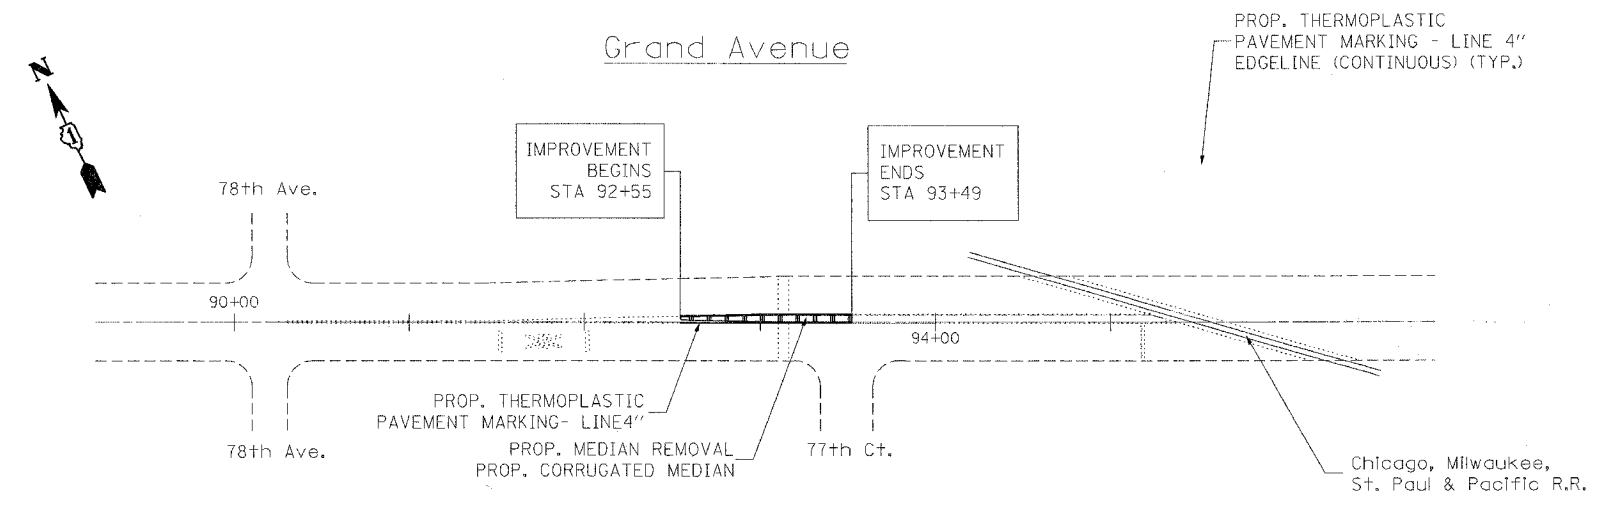 PROP. THERMOPLASTIC
PAVEMENT MARKING - LINE 4"
EDGELINE (CONTINUOUS) (TYP.)
Grand Avenue
N
1
IMPROVEMENT
BEGINS
STA 92+55
IMPROVEMENT
ENDS
STA 93+49
78th Ave.
90+00
94+00
PROP. THERMOPLASTIC
PAVEMENT MARKING- LINE4"
PROP. MEDIAN REMOVAL
PROP. CORRUGATED MEDIAN
78th Ave.
77th Ct.
Chicago, Milwaukee,
St. Paul & Pacific R.R.